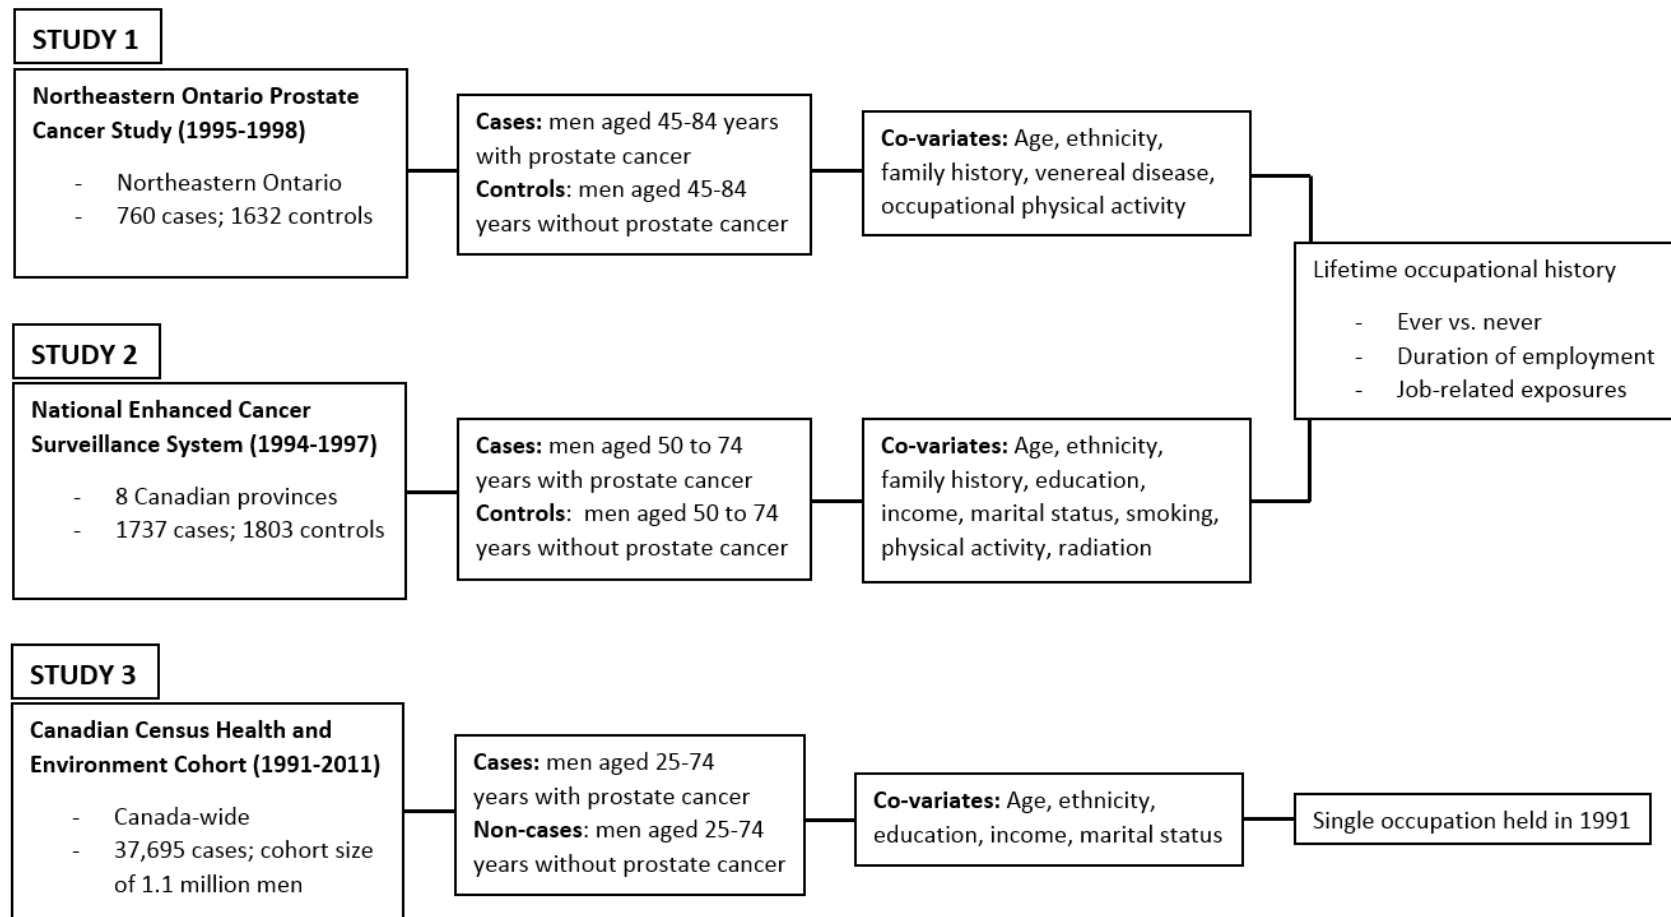 STUDY 1
Northeastern Ontario Prostate
Cancer Study (1995-1998)
- Northeastern Ontario
- 760 cases; 1632 controls
Cases: men aged 45-84 years
with prostate cancer
Controls: men aged 45-84
years without prostate cancer
Co-variates: Age, ethnicity,
family history, venereal disease,
occupational physical activity
Lifetime occupational history
- Ever vs. never
- Duration of employment
- Job-related exposures
STUDY 2
National Enhanced Cancer
Surveillance System (1994-1997)
- 8 Canadian provinces
- 1737 cases; 1803 controls
Cases: men aged 50 to 74
years with prostate cancer
Controls:  men aged 50 to 74
years without prostate cancer
Co-variates: Age, ethnicity,
family history, education,
income, marital status, smoking,
physical activity, radiation
STUDY 3
Canadian Census Health and
Environment Cohort (1991-2011)
- Canada-wide
- 37,695 cases; cohort size
of 1.1 million men
Cases: men aged 25-74
years with prostate cancer
Non-cases: men aged 25-74
years without prostate cancer
Co-variates: Age, ethnicity,
education, income, marital status
Single occupation held in 1991